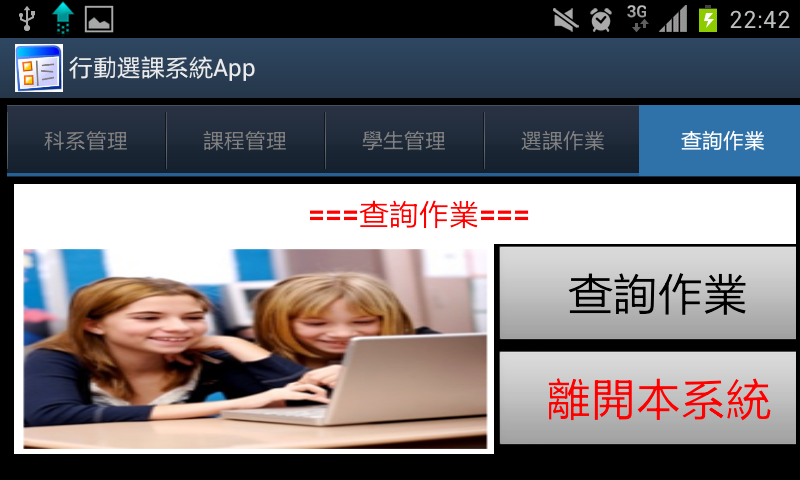 3G 22:42
行動選課系統App
科系管理 課程管理 學生管理 選課作業 查詢作業
===查詢作業===
查詢作業
離開本系統